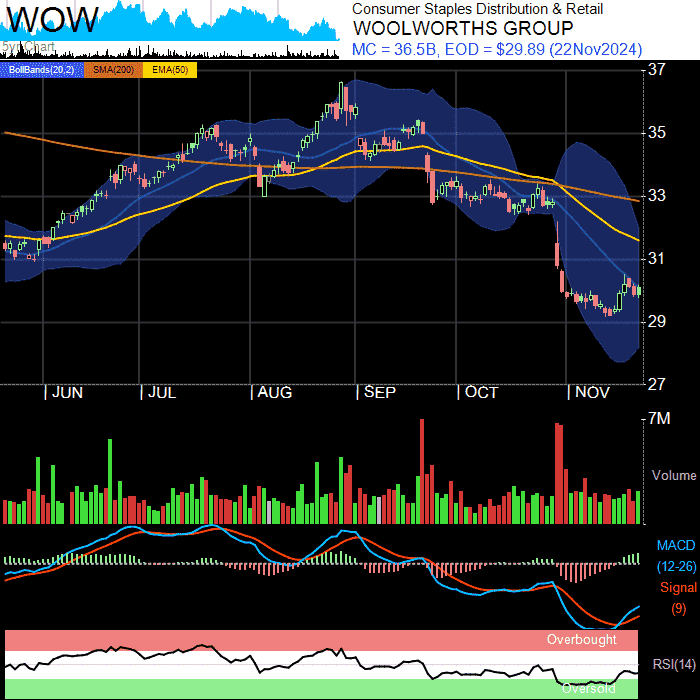 WOW
5yr Chart
Consumer Staples Distribution & Retail
WOOLWORTHS GROUP
MC = 36.5B, EOD = $29.89 (22Nov2024)
BollBands(20,2) SMA(200) EMA(50)
37
35
33
31
29
27
| JUN | JUL | AUG | SEP | OCT | NOV
7M
Volume
MACD
(12-26)
Signal
(9)
Overbought
RSI(14)
Oversold